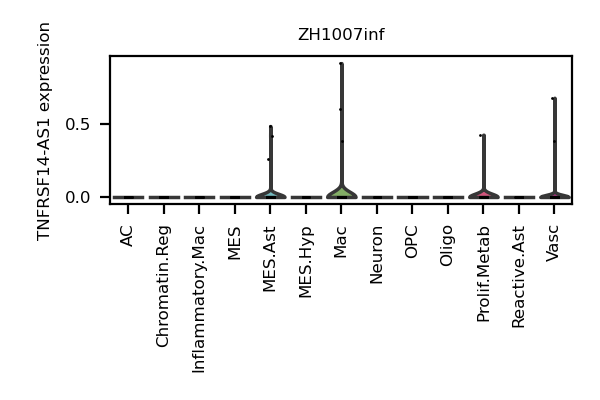 ZH1007inf
TNFRSF14-AS1 expression
0.5
0.0
AC
Chromatin.Reg
Inflammatory.Mac
MES
MES.Ast
MES.Hyp
Mac
Neuron
OPC
Oligo
Prolif.Metab
Reactive.Ast
Vasc